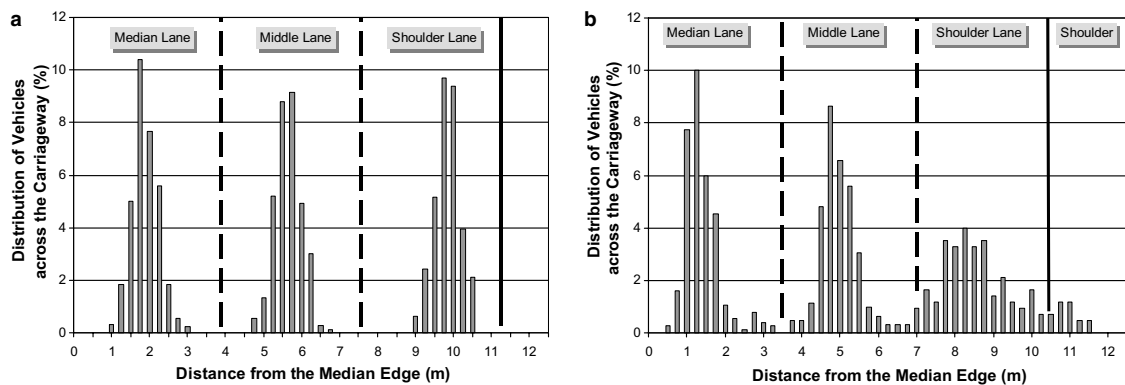 a
12
10
8
6
4
2
0
Distribution of Vehicles
across the Carriageway (%)
Median Lane
Middle Lane
Shoulder Lane
0 1 2 3 4 5 6 7 8 9 10 11 12
Distance from the Median Edge (m)
b
12
10
8
6
4
2
0
Distribution of Vehicles
across the Carriageway (%)
Median Lane
Middle Lane
Shoulder Lane
Shoulder
0 1 2 3 4 5 6 7 8 9 10 11 12
Distance from the Median Edge (m)